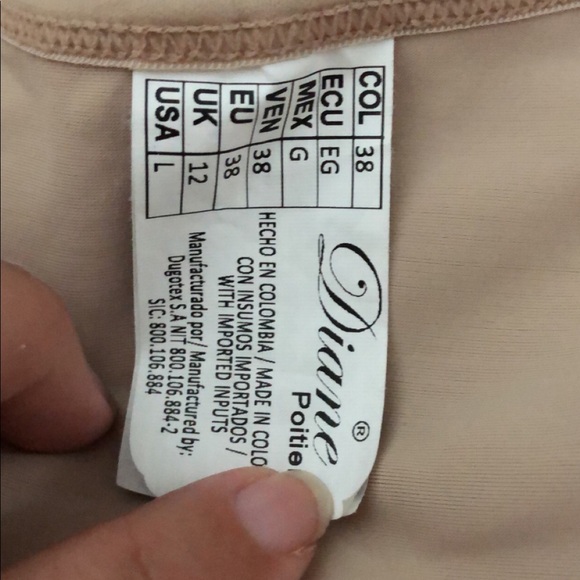 COL 38
ECU EG
MEX G
VEN 38
EU 38
UK 12
USA L
Diane®
Poitie
HECHO EN COLOMBIA / MADE IN COLO
CON INSUMOS IMPORTADOS /
WITH IMPORTED INPUTS
Manufacturado por/ Manufactured by:
Dugotex S.A NIT 800.106.884-2
SIC: 800.106.884